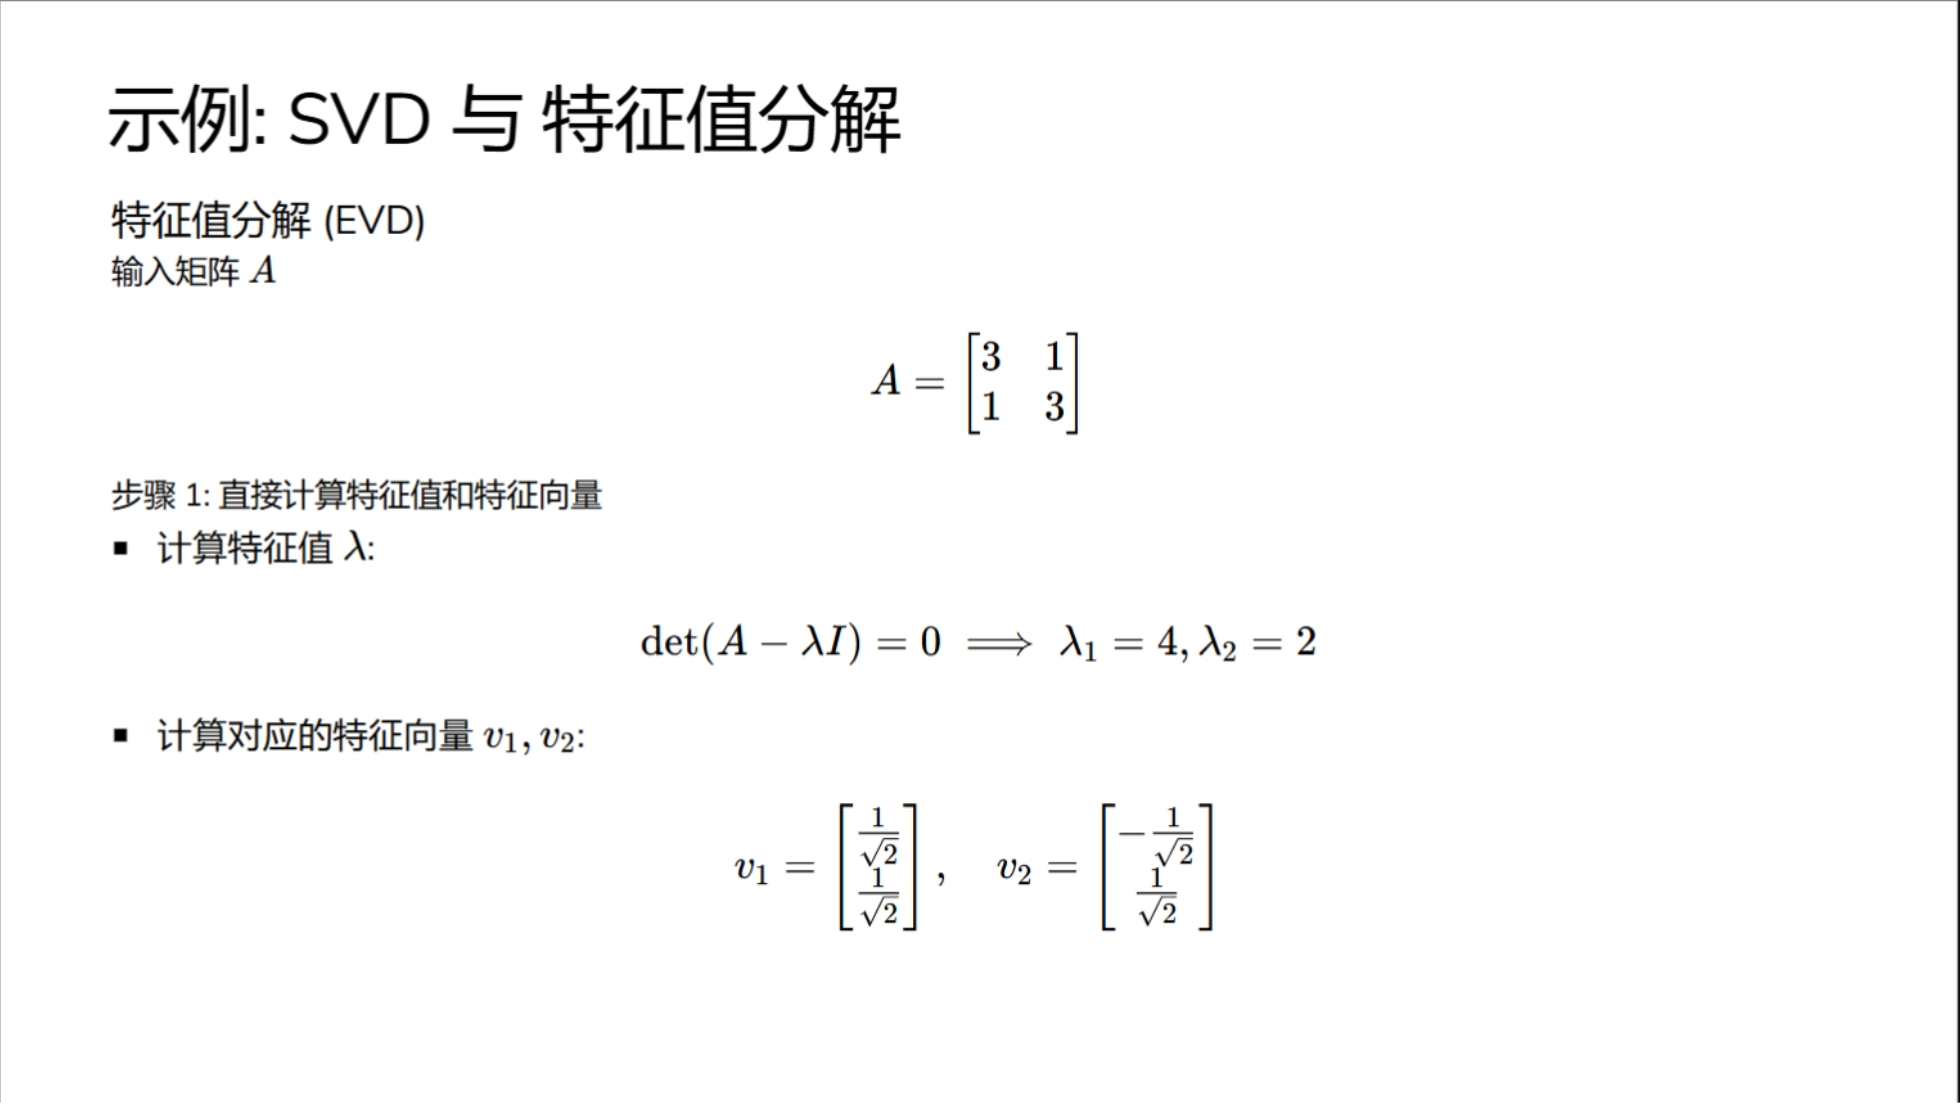 示例: SVD 与 特征值分解
特征值分解 (EVD)
输入矩阵 A
A = [3 1
1 3]
步骤 1: 直接计算特征值和特征向量
▪ 计算特征值 λ:
det(A − λI) = 0 ⟹ λ₁ = 4, λ₂ = 2
▪ 计算对应的特征向量 v₁, v₂:
v₁ = [1/√2 1/√2], v₂ = [−1/√2 1/√2]